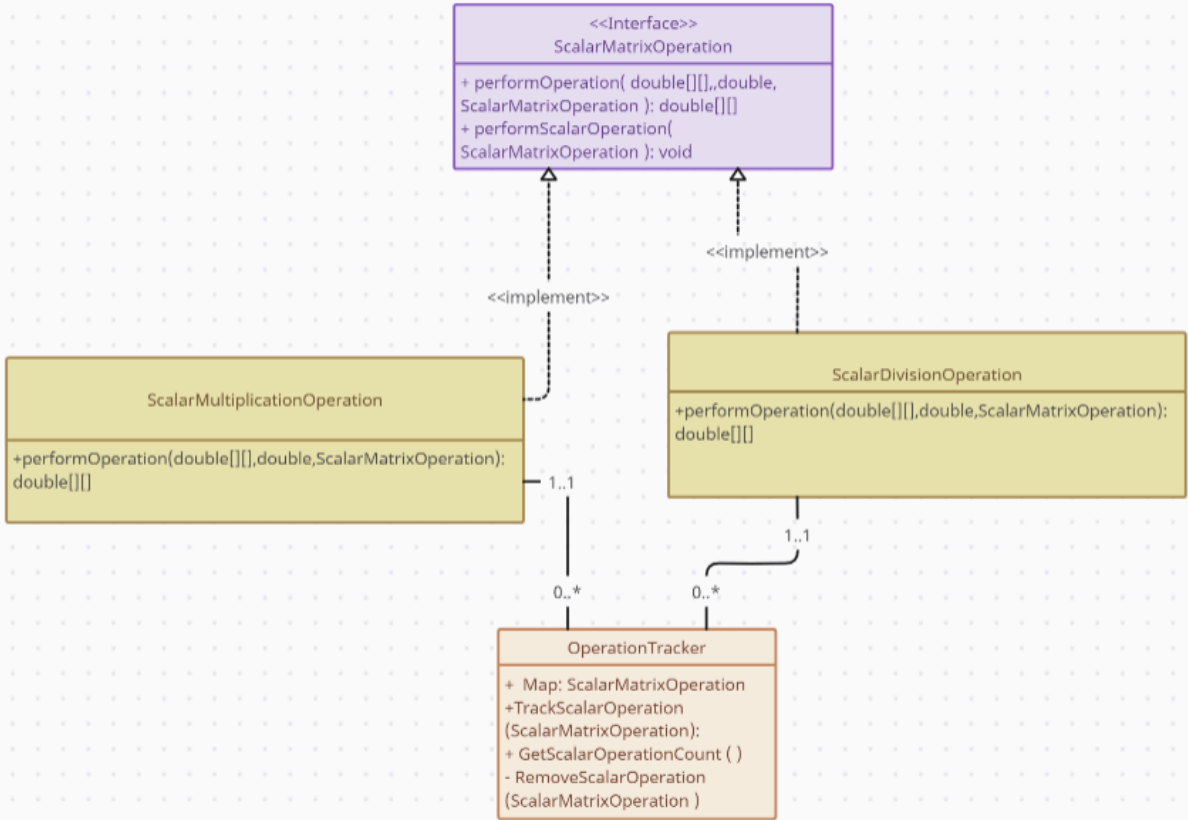 <<Interface>>
ScalarMatrixOperation
+ performOperation( double[][],,double,
ScalarMatrixOperation ): double[][]
+ performScalarOperation(
ScalarMatrixOperation ): void
<<implement>>
<<implement>>
ScalarMultiplicationOperation
+performOperation(double[][],double,ScalarMatrixOperation):
double[][]
ScalarDivisionOperation
+performOperation(double[][],double,ScalarMatrixOperation):
double[][]
1..1
1..1
0..*
0..*
OperationTracker
+ Map: ScalarMatrixOperation
+TrackScalarOperation
(ScalarMatrixOperation):
+ GetScalarOperationCount ( )
- RemoveScalarOperation
(ScalarMatrixOperation )